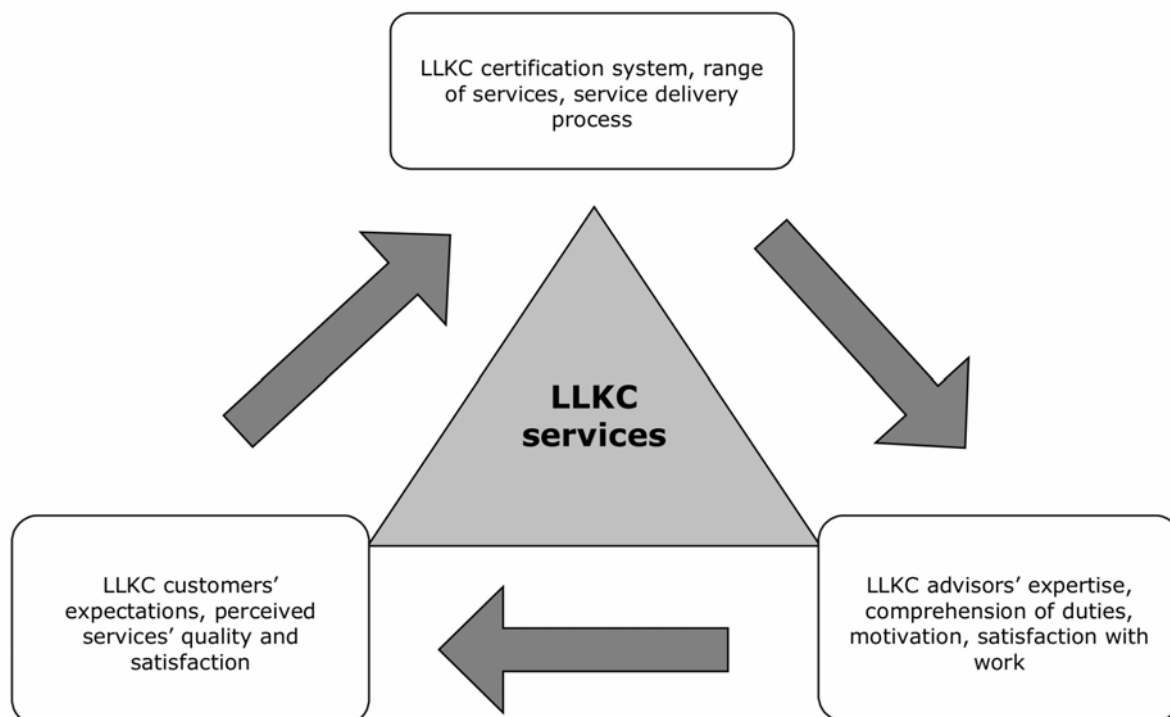 LLKC certification system, range
of services, service delivery
process
LLKC
services
LLKC customers’
expectations, perceived
services’ quality and
satisfaction
LLKC advisors’ expertise,
comprehension of duties,
motivation, satisfaction with
work